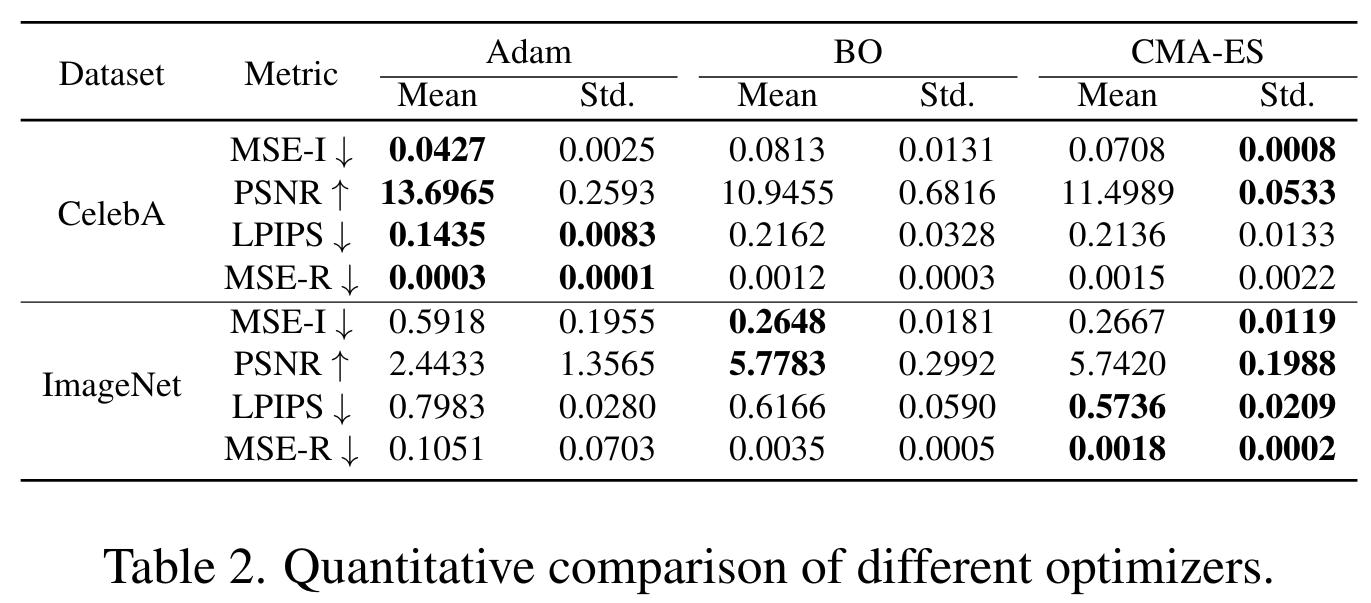 Dataset Metric Adam BO CMA-ES
Mean Std. Mean Std. Mean Std.
CelebA
MSE-I ↓ 0.0427 0.0025 0.0813 0.0131 0.0708 0.0008
PSNR ↑ 13.6965 0.2593 10.9455 0.6816 11.4989 0.0533
LPIPS ↓ 0.1435 0.0083 0.2162 0.0328 0.2136 0.0133
MSE-R ↓ 0.0003 0.0001 0.0012 0.0003 0.0015 0.0022
ImageNet
MSE-I ↓ 0.5918 0.1955 0.2648 0.0181 0.2667 0.0119
PSNR ↑ 2.4433 1.3565 5.7783 0.2992 5.7420 0.1988
LPIPS ↓ 0.7983 0.0280 0.6166 0.0590 0.5736 0.0209
MSE-R ↓ 0.1051 0.0703 0.0035 0.0005 0.0018 0.0002
Table 2. Quantitative comparison of different optimizers.